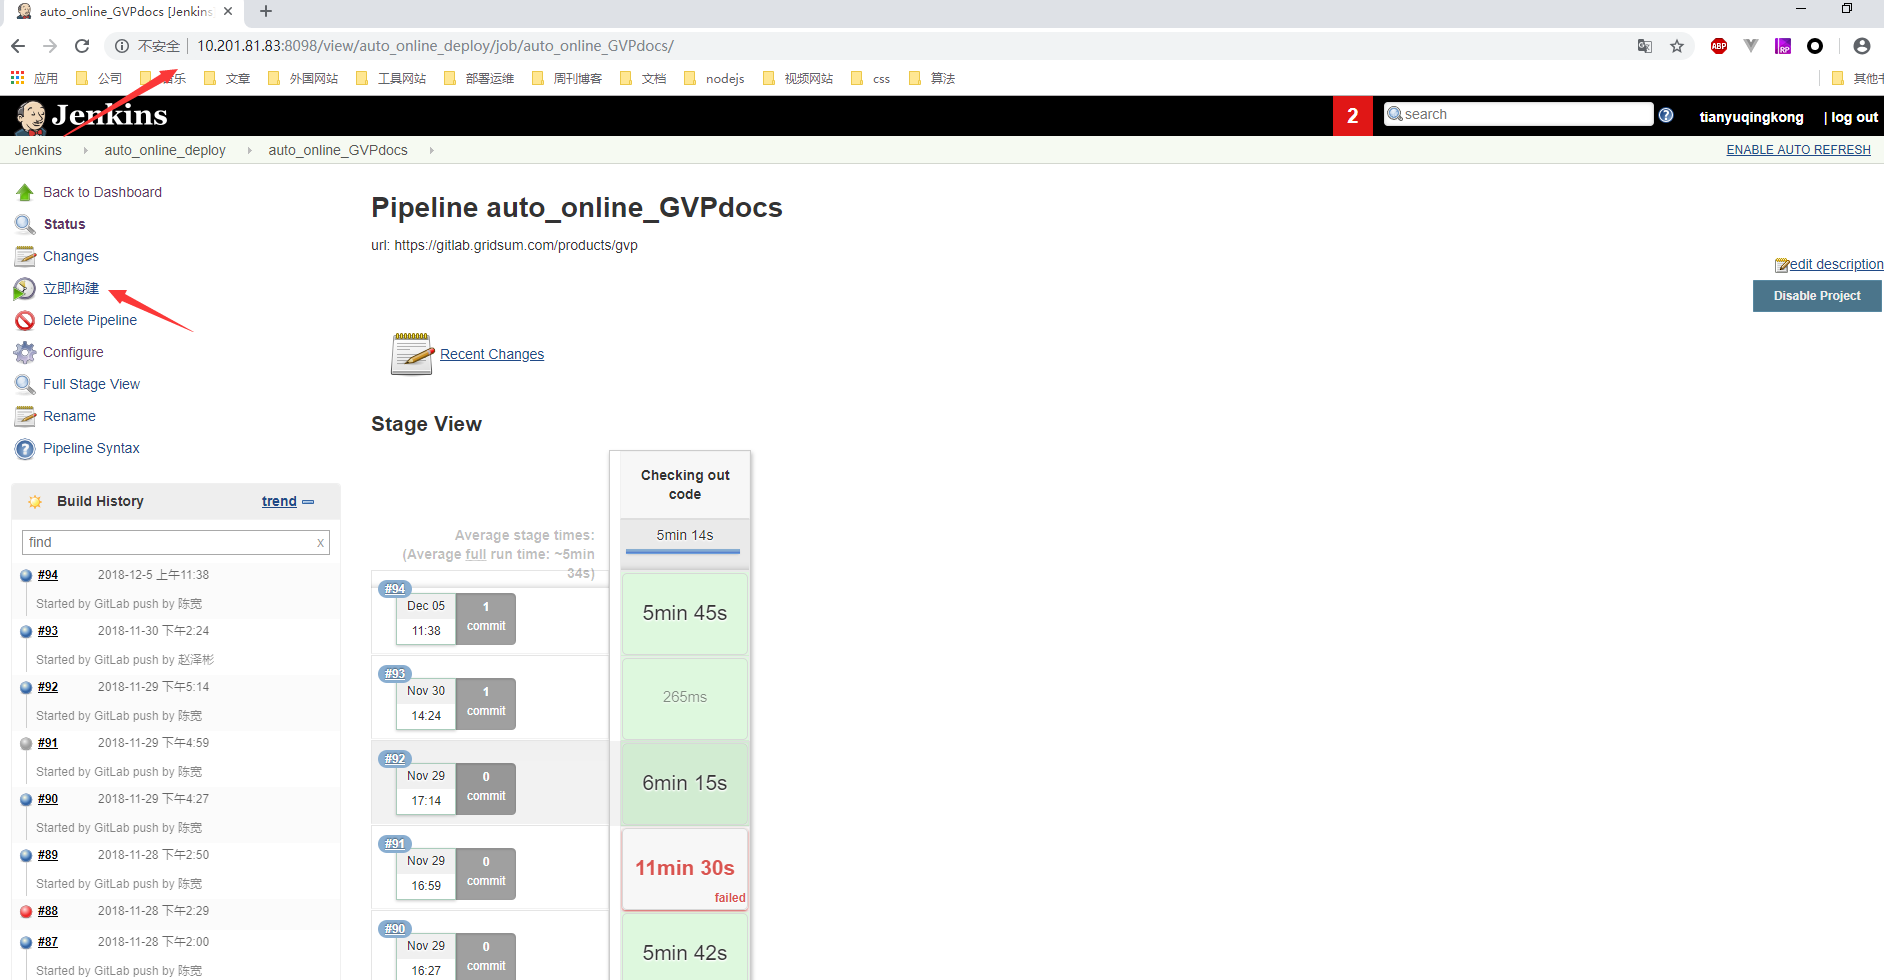 auto_online_GVPdocs [Jenkins
不安全
10.201.81.83:8098/view/auto_online_deploy/job/auto_online_GVPdocs/
ABP
RP
应用 公司 文章 外国网站 工具网站 部署运维 周刊博客 文档 nodejs 视频网站 css 算法
Jenkins
2
search
tianyuqingkong
| log out
Jenkins auto_online_deploy auto_online_GVPdocs
ENABLE AUTO REFRESH
Back to Dashboard
Status
Changes
立即构建
Delete Pipeline
Configure
Full Stage View
Rename
Pipeline Syntax
Pipeline auto_online_GVPdocs
url: https://gitlab.gridsum.com/products/gvp
edit description
Disable Project
Recent Changes
Stage View
Build History
trend
find
x
#94 2018-12-5 上午11:38
Started by GitLab push by 陈宽
#93 2018-11-30 下午2:24
Started by GitLab push by 赵泽彬
#92 2018-11-29 下午5:14
Started by GitLab push by 陈宽
#91 2018-11-29 下午4:59
Started by GitLab push by 陈宽
#90 2018-11-29 下午4:27
Started by GitLab push by 陈宽
#89 2018-11-28 下午2:50
Started by GitLab push by 陈宽
#88 2018-11-28 下午2:29
#87 2018-11-28 下午2:00
Started by GitLab push by 陈宽
Checking out
code
Average stage times:
(Average full run time: ~5min
34s)
5min 14s
#94
Dec 05
11:38
1
commit
5min 45s
#93
Nov 30
14:24
1
commit
265ms
#92
Nov 29
17:14
0
commit
6min 15s
#91
Nov 29
16:59
0
commit
11min 30s
failed
#90
Nov 29
16:27
0
commit
5min 42s